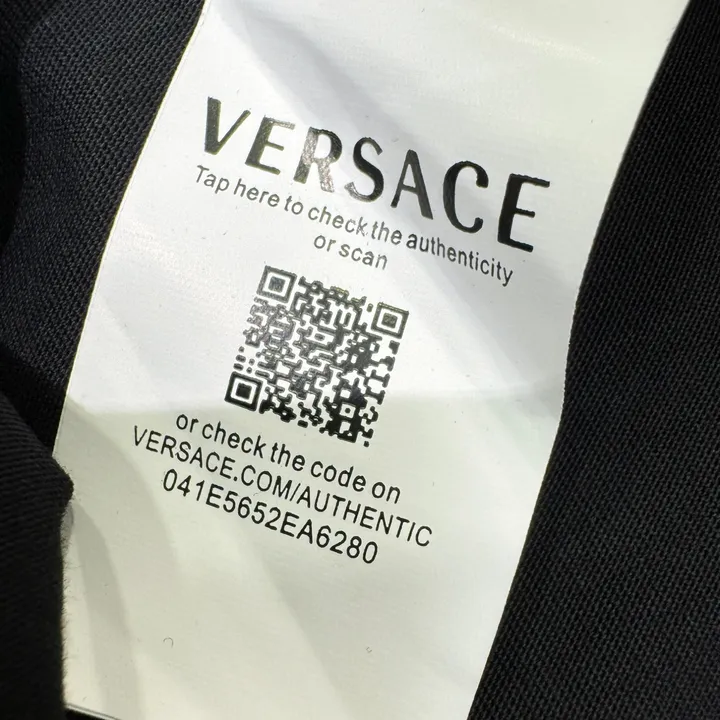 VERSACE
Tap here to check the authenticity
or scan
or check the code on
VERSACE.COM/AUTHENTIC
041E5652EA6280